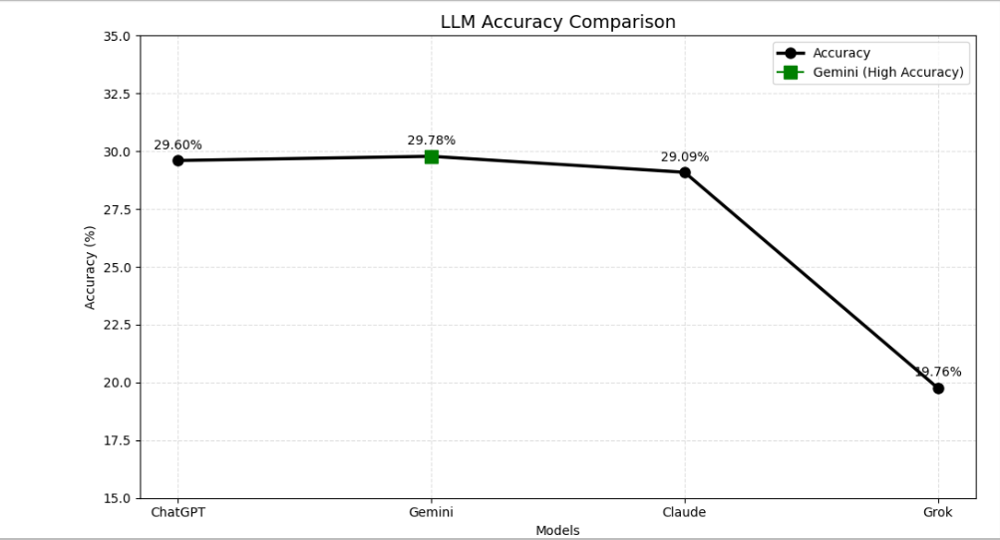 LLM Accuracy Comparison
35.0
32.5
30.0
27.5
25.0
22.5
20.0
17.5
15.0
Accuracy (%)
Accuracy
Gemini (High Accuracy)
29.60%
29.78%
29.09%
19.76%
ChatGPT
Gemini
Claude
Grok
Models